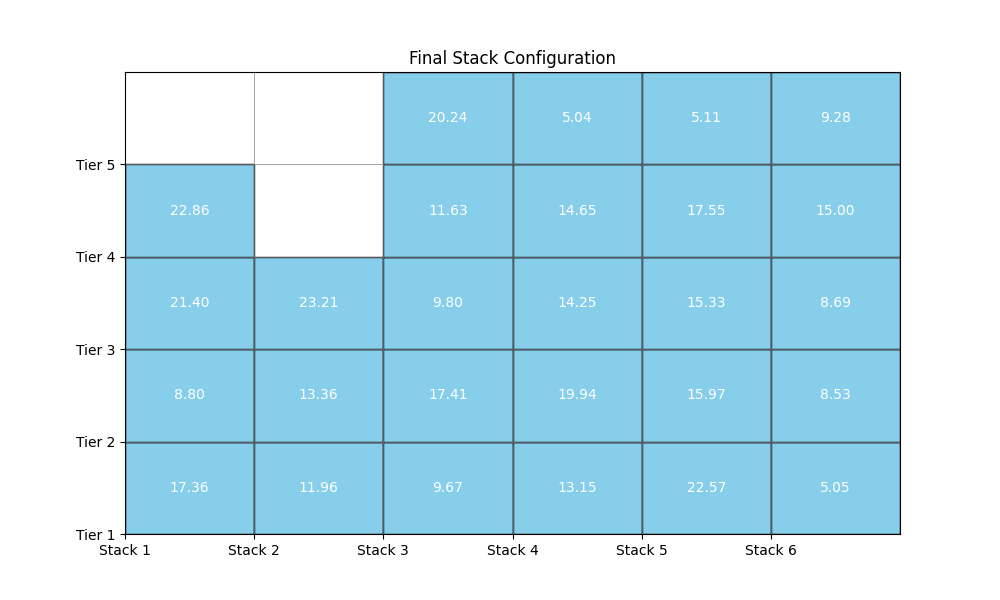 Final Stack Configuration
20.24 5.04 5.11 9.28
Tier 5
22.86 11.63 14.65 17.55 15.00
Tier 4
21.40 23.21 9.80 14.25 15.33 8.69
Tier 3
8.80 13.36 17.41 19.94 15.97 8.53
Tier 2
17.36 11.96 9.67 13.15 22.57 5.05
Tier 1
Stack 1 Stack 2 Stack 3 Stack 4 Stack 5 Stack 6